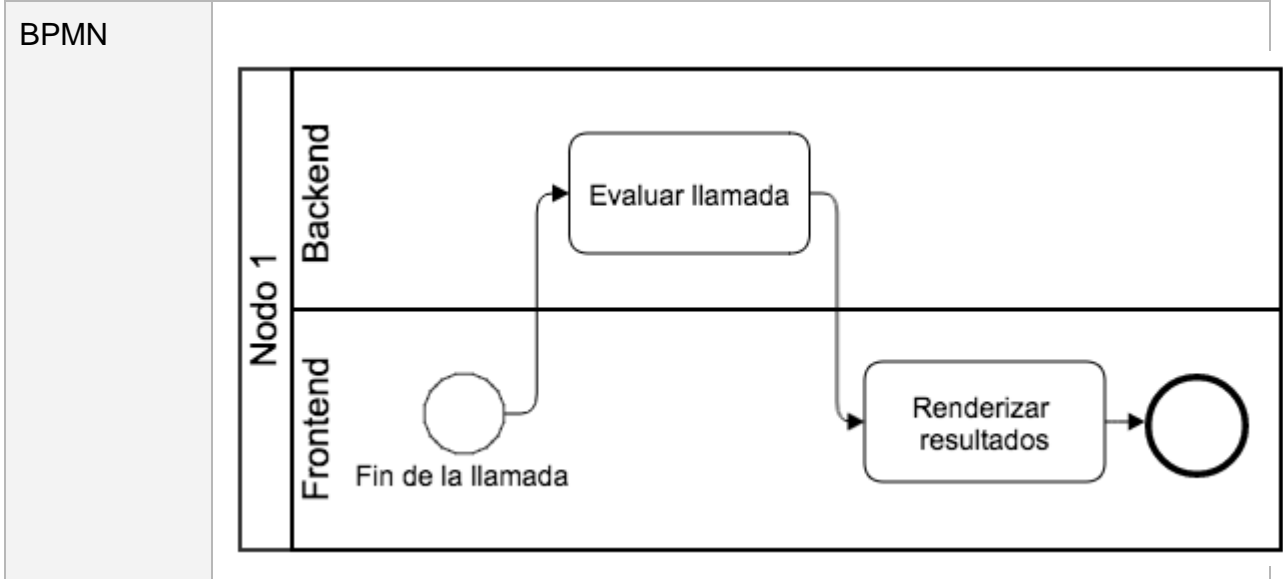 BPMN
Nodo 1
Backend
Evaluar llamada
Frontend
Fin de la llamada
Renderizar
resultados